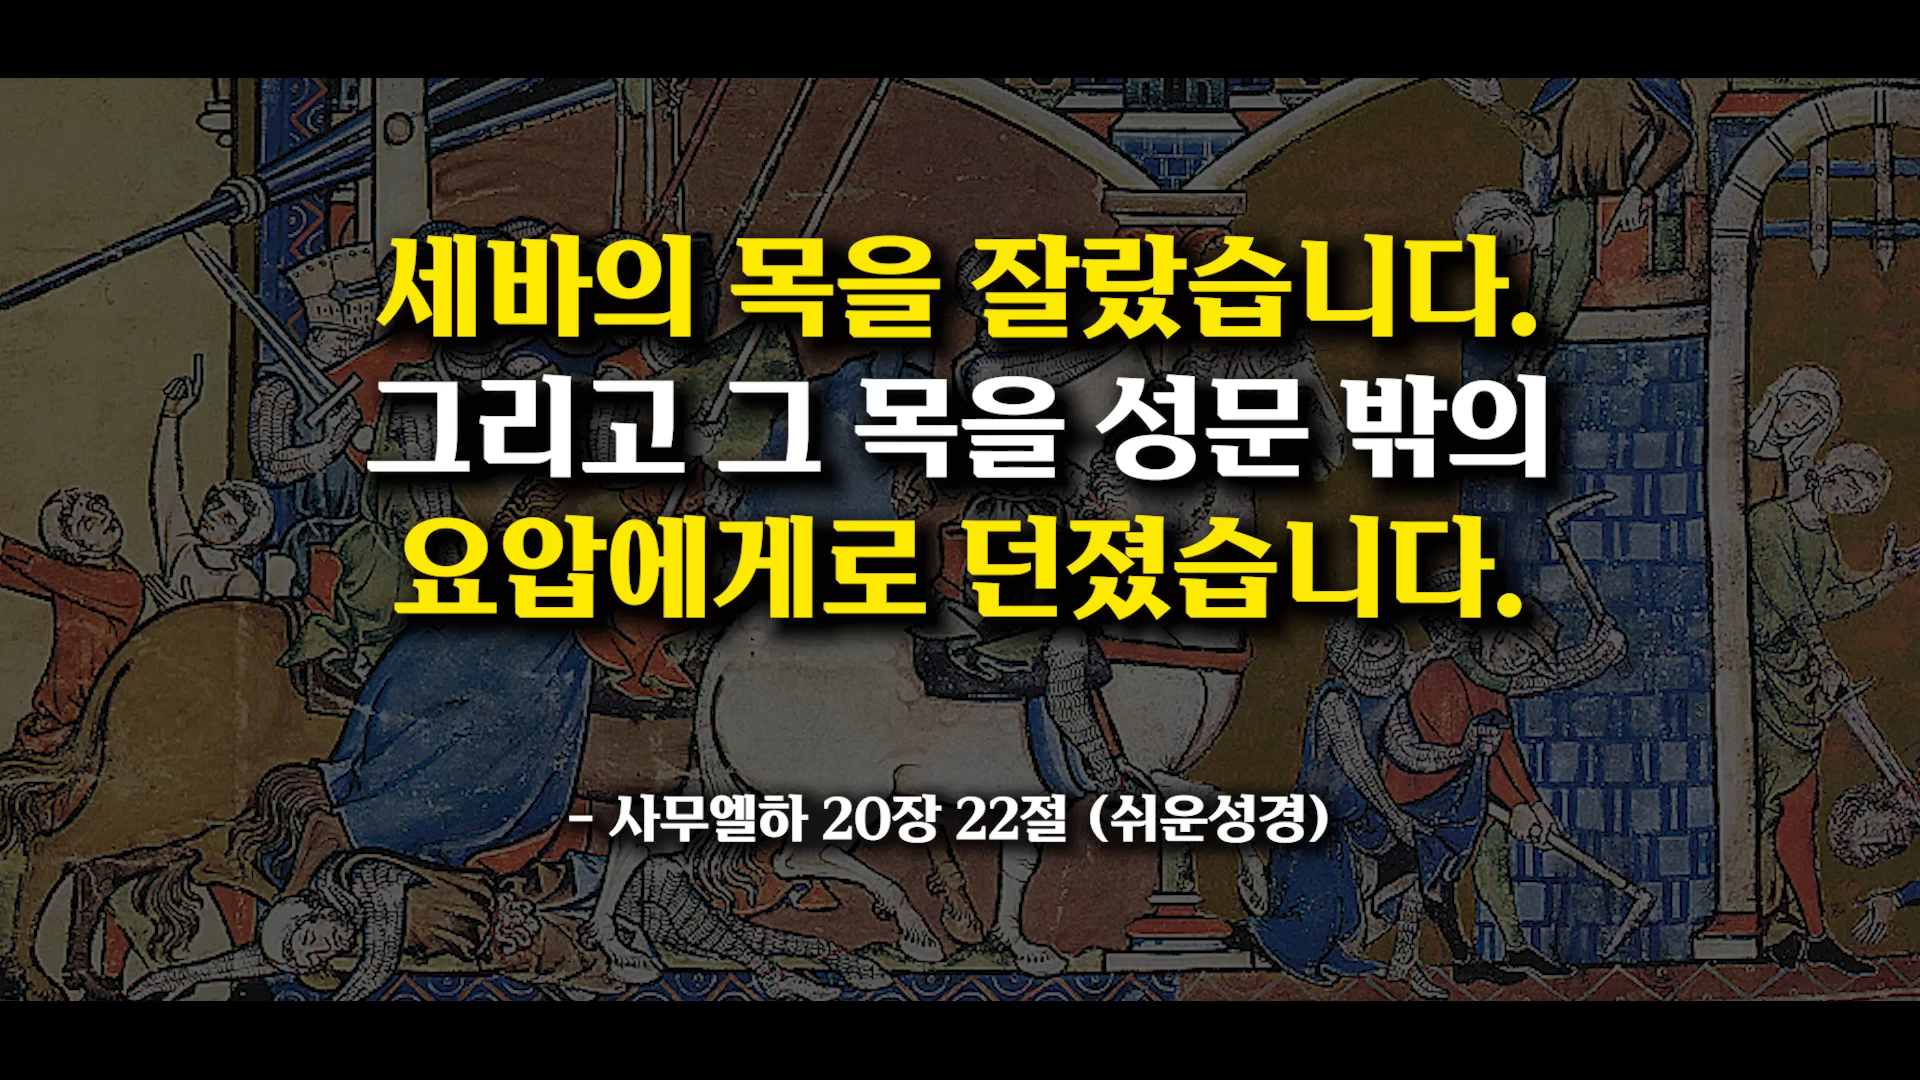 세바의 목을 잘랐습니다.
그리고 그 목을 성문 밖의
요압에게로 던졌습니다.
- 사무엘하 20장 22절 (쉬운성경)